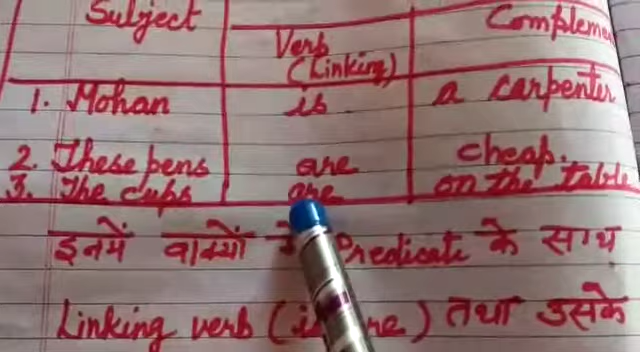 Subject Verb Compleme
(Linking)
1. Mohan is a carpenter
2. These pens are cheap.
3. The cups are on the table
इनमें वाक्यों Predicate के साथ
Linking verb ( तथा उसके